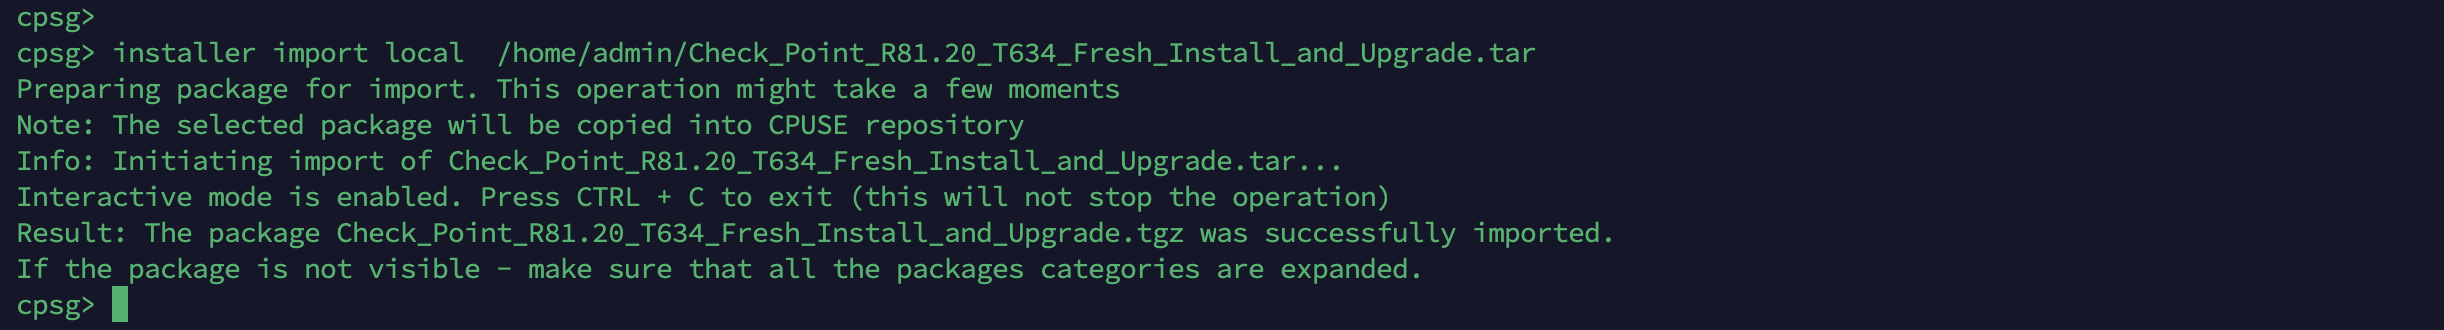 cpsg>
cpsg> installer import local  /home/admin/Check_Point_R81.20_T634_Fresh_Install_and_Upgrade.tar
Preparing package for import. This operation might take a few moments
Note: The selected package will be copied into CPUSE repository
Info: Initiating import of Check_Point_R81.20_T634_Fresh_Install_and_Upgrade.tar...
Interactive mode is enabled. Press CTRL + C to exit (this will not stop the operation)
Result: The package Check_Point_R81.20_T634_Fresh_Install_and_Upgrade.tgz was successfully imported.
If the package is not visible - make sure that all the packages categories are expanded.
cpsg>